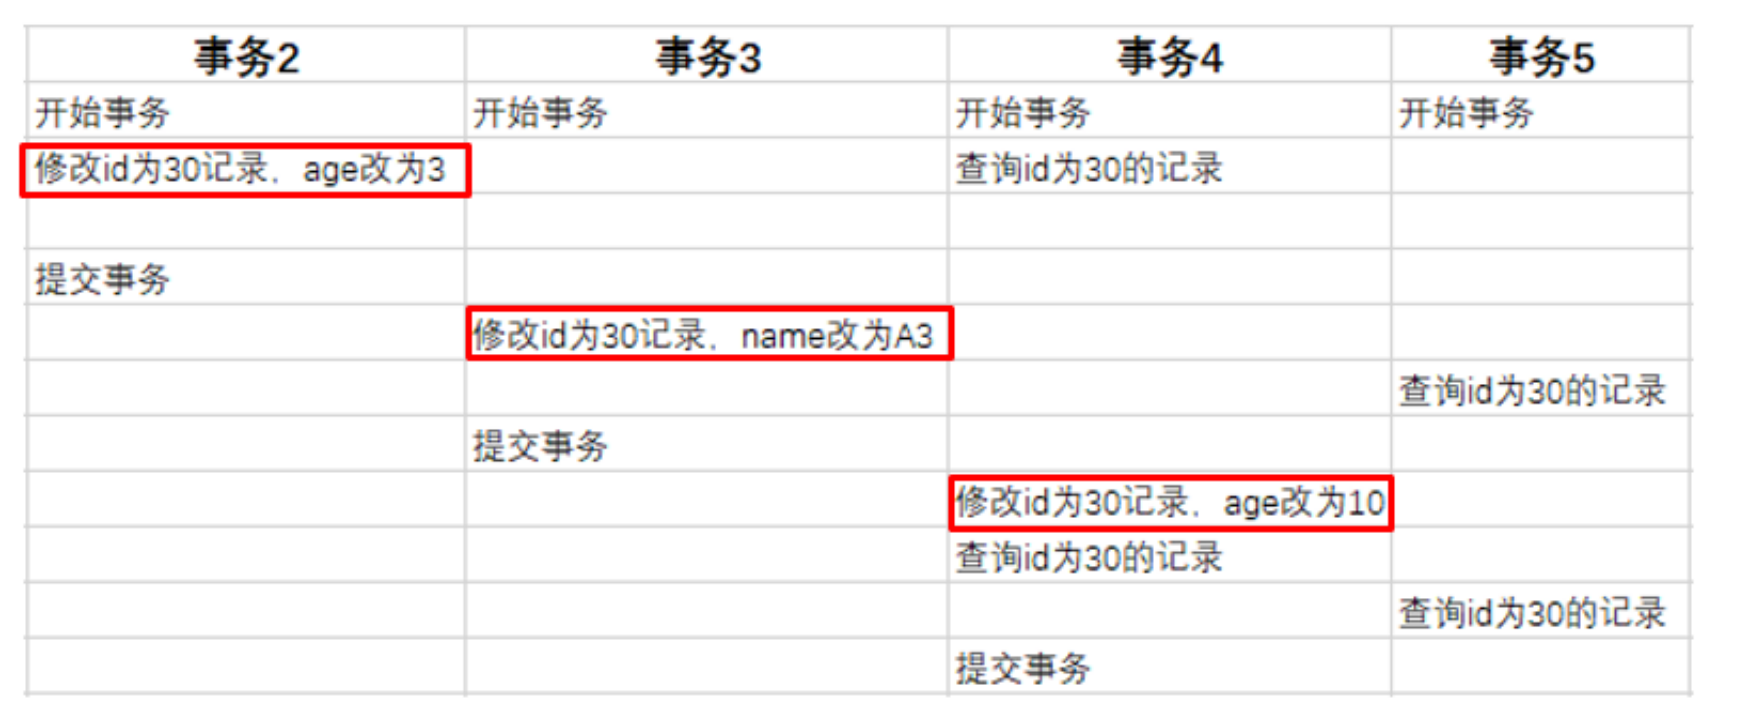 事务2 事务3 事务4 事务5
开始事务 开始事务 开始事务 开始事务
修改id为30记录，age改为3 查询id为30的记录
提交事务
修改id为30记录，name改为A3
查询id为30的记录
提交事务
修改id为30记录，age改为10
查询id为30的记录
查询id为30的记录
提交事务